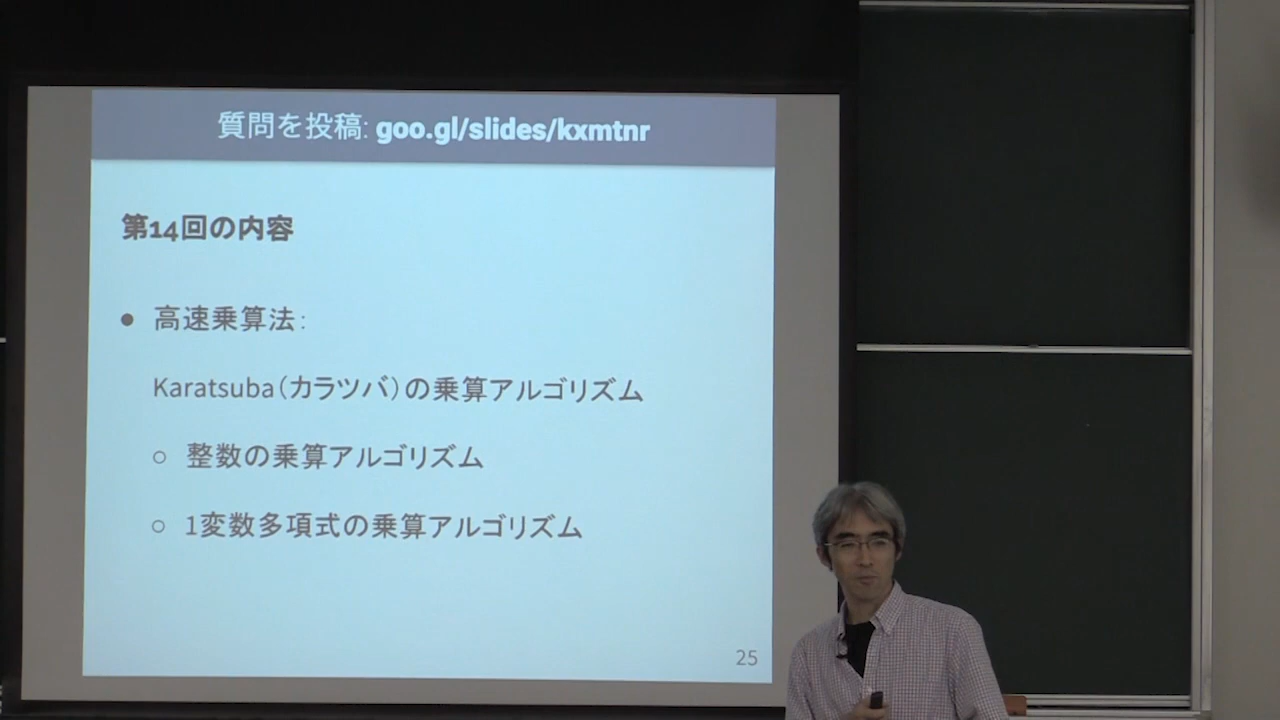 質問を投稿: goo.gl/slides/kxmtnr
第14回の内容
● 高速乗算法:
Karatsuba(カラツバ)の乗算アルゴリズム
○ 整数の乗算アルゴリズム
○ 1変数多項式の乗算アルゴリズム
25